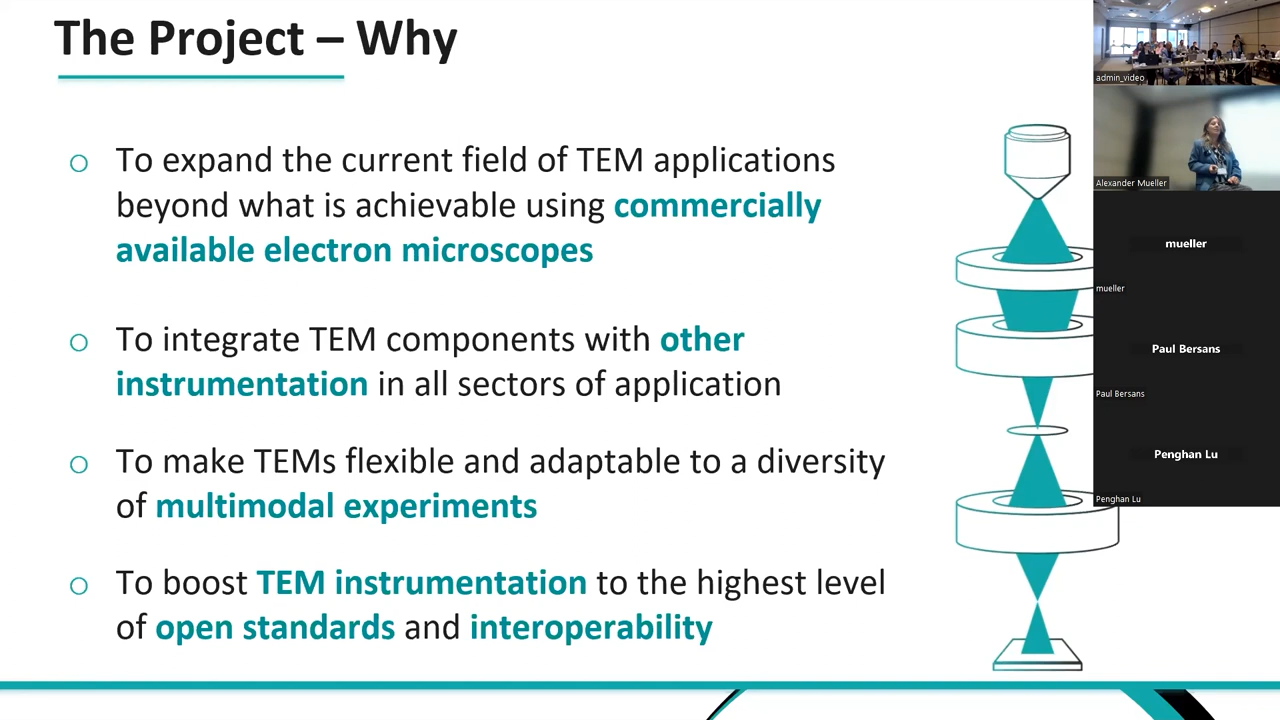 The Project – Why
To expand the current field of TEM applications
beyond what is achievable using commercially
available electron microscopes
To integrate TEM components with other
instrumentation in all sectors of application
To make TEMs flexible and adaptable to a diversity
of multimodal experiments
To boost TEM instrumentation to the highest level
of open standards and interoperability
admin_video
Alexander Mueller
mueller
mueller
Paul Bersans
Paul Bersans
Penghan Lu
Penghan Lu